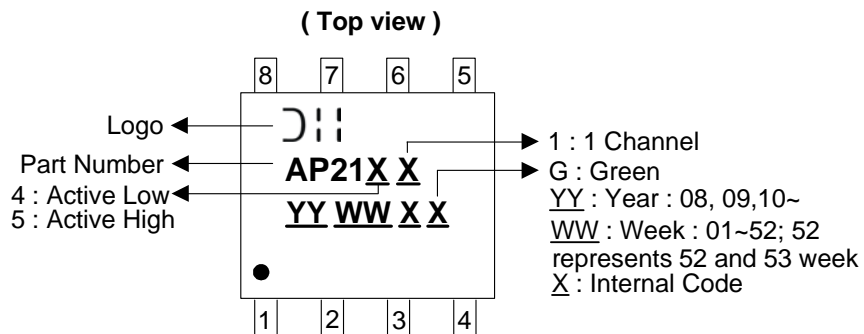 ( Top view )
8 7 6 5
Logo
Part Number
4 : Active Low
5 : Active High
AP21X X
YY WW X X
1 : 1 Channel
G : Green
YY : Year : 08, 09,10~
WW : Week : 01~52; 52
represents 52 and 53 week
X : Internal Code
1 2 3 4